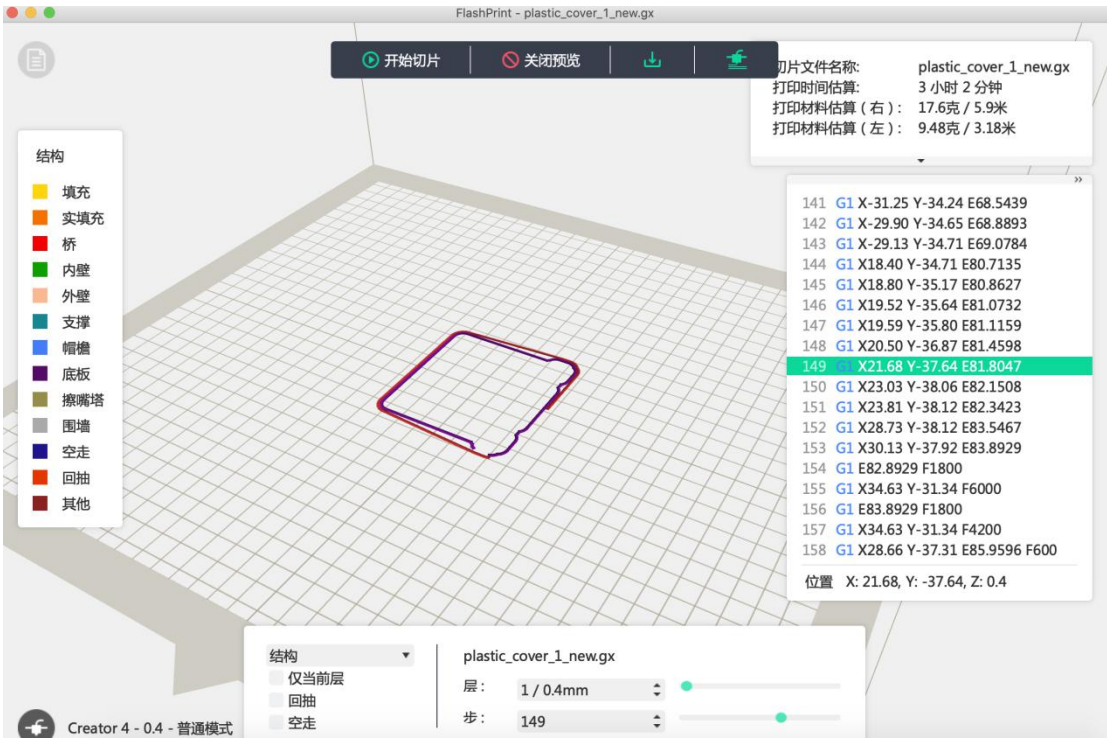 FlashPrint - plastic_cover_1_new.gx
开始切片 关闭预览
切片文件名称: plastic_cover_1_new.gx
打印时间估算: 3 小时 2 分钟
打印材料估算（右）: 17.6克 / 5.9米
打印材料估算（左）: 9.48克 / 3.18米
结构
填充
实填充
桥
内壁
外壁
支撑
帽檐
底板
擦嘴塔
围墙
空走
回抽
其他
»
141 G1 X-31.25 Y-34.24 E68.5439
142 G1 X-29.90 Y-34.65 E68.8893
143 G1 X-29.13 Y-34.71 E69.0784
144 G1 X18.40 Y-34.71 E80.7135
145 G1 X18.80 Y-35.17 E80.8627
146 G1 X19.52 Y-35.64 E81.0732
147 G1 X19.59 Y-35.80 E81.1159
148 G1 X20.50 Y-36.87 E81.4598
149 G1 X21.68 Y-37.64 E81.8047
150 G1 X23.03 Y-38.06 E82.1508
151 G1 X23.81 Y-38.12 E82.3423
152 G1 X28.73 Y-38.12 E83.5467
153 G1 X30.13 Y-37.92 E83.8929
154 G1 E82.8929 F1800
155 G1 X34.63 Y-31.34 F6000
156 G1 E83.8929 F1800
157 G1 X34.63 Y-31.34 F4200
158 G1 X28.66 Y-37.31 E85.9596 F600
位置 X: 21.68, Y: -37.64, Z: 0.4
结构
仅当前层
回抽
空走
plastic_cover_1_new.gx
层: 1 / 0.4mm
步: 149
Creator 4 - 0.4 - 普通模式